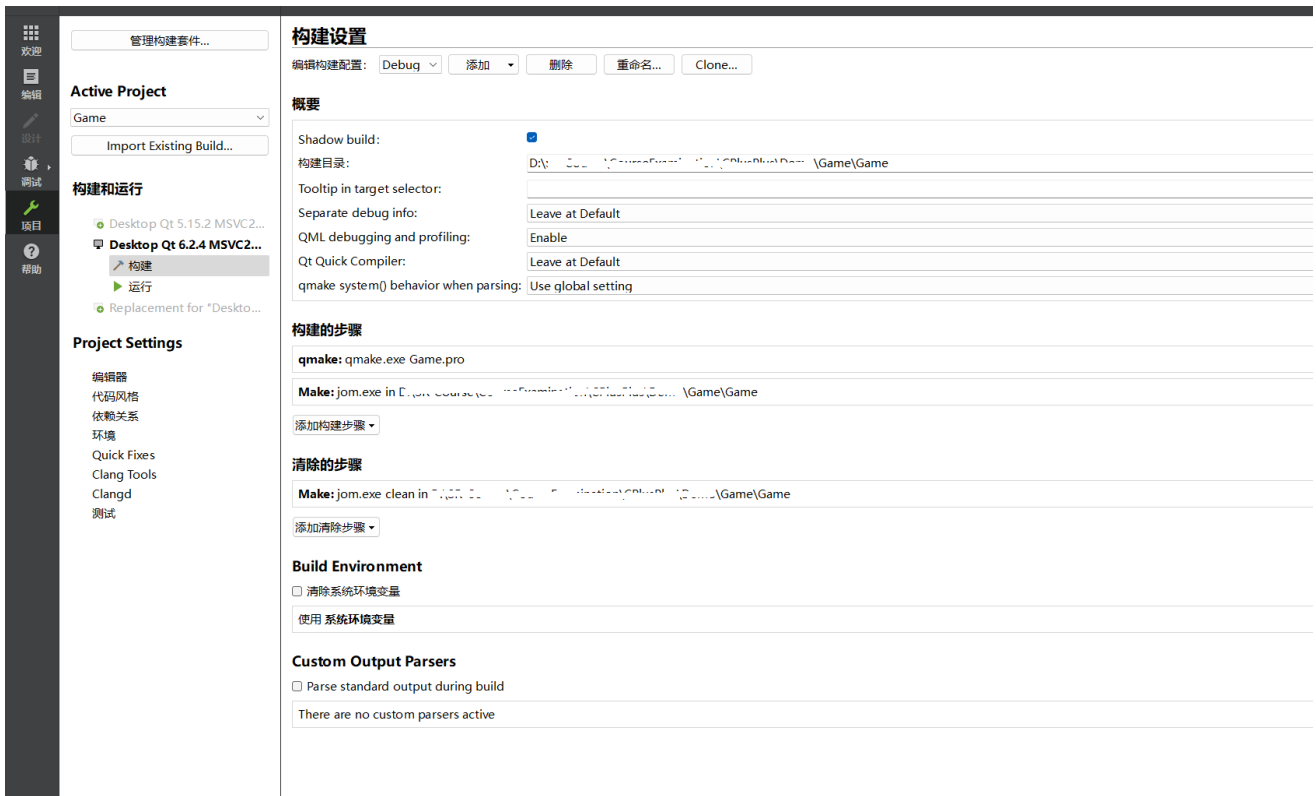 欢迎
编辑
设计
调试
项目
帮助
管理构建套件...
Active Project
Game
Import Existing Build...
构建和运行
Desktop Qt 5.15.2 MSVC2...
Desktop Qt 6.2.4 MSVC2...
构建
运行
Replacement for "Deskto...
Project Settings
编辑器
代码风格
依赖关系
环境
Quick Fixes
Clang Tools
Clangd
测试
构建设置
编辑构建配置: Debug 添加 删除 重命名... Clone...
概要
Shadow build:
构建目录: D:\ \Game\Game
Tooltip in target selector:
Separate debug info: Leave at Default
QML debugging and profiling: Enable
Qt Quick Compiler: Leave at Default
qmake system() behavior when parsing: Use global setting
构建的步骤
qmake: qmake.exe Game.pro
Make: jom.exe in \Game\Game
添加构建步骤
清除的步骤
Make: jom.exe clean in \Game\Game
添加清除步骤
Build Environment
清除系统环境变量
使用 系统环境变量
Custom Output Parsers
Parse standard output during build
There are no custom parsers active